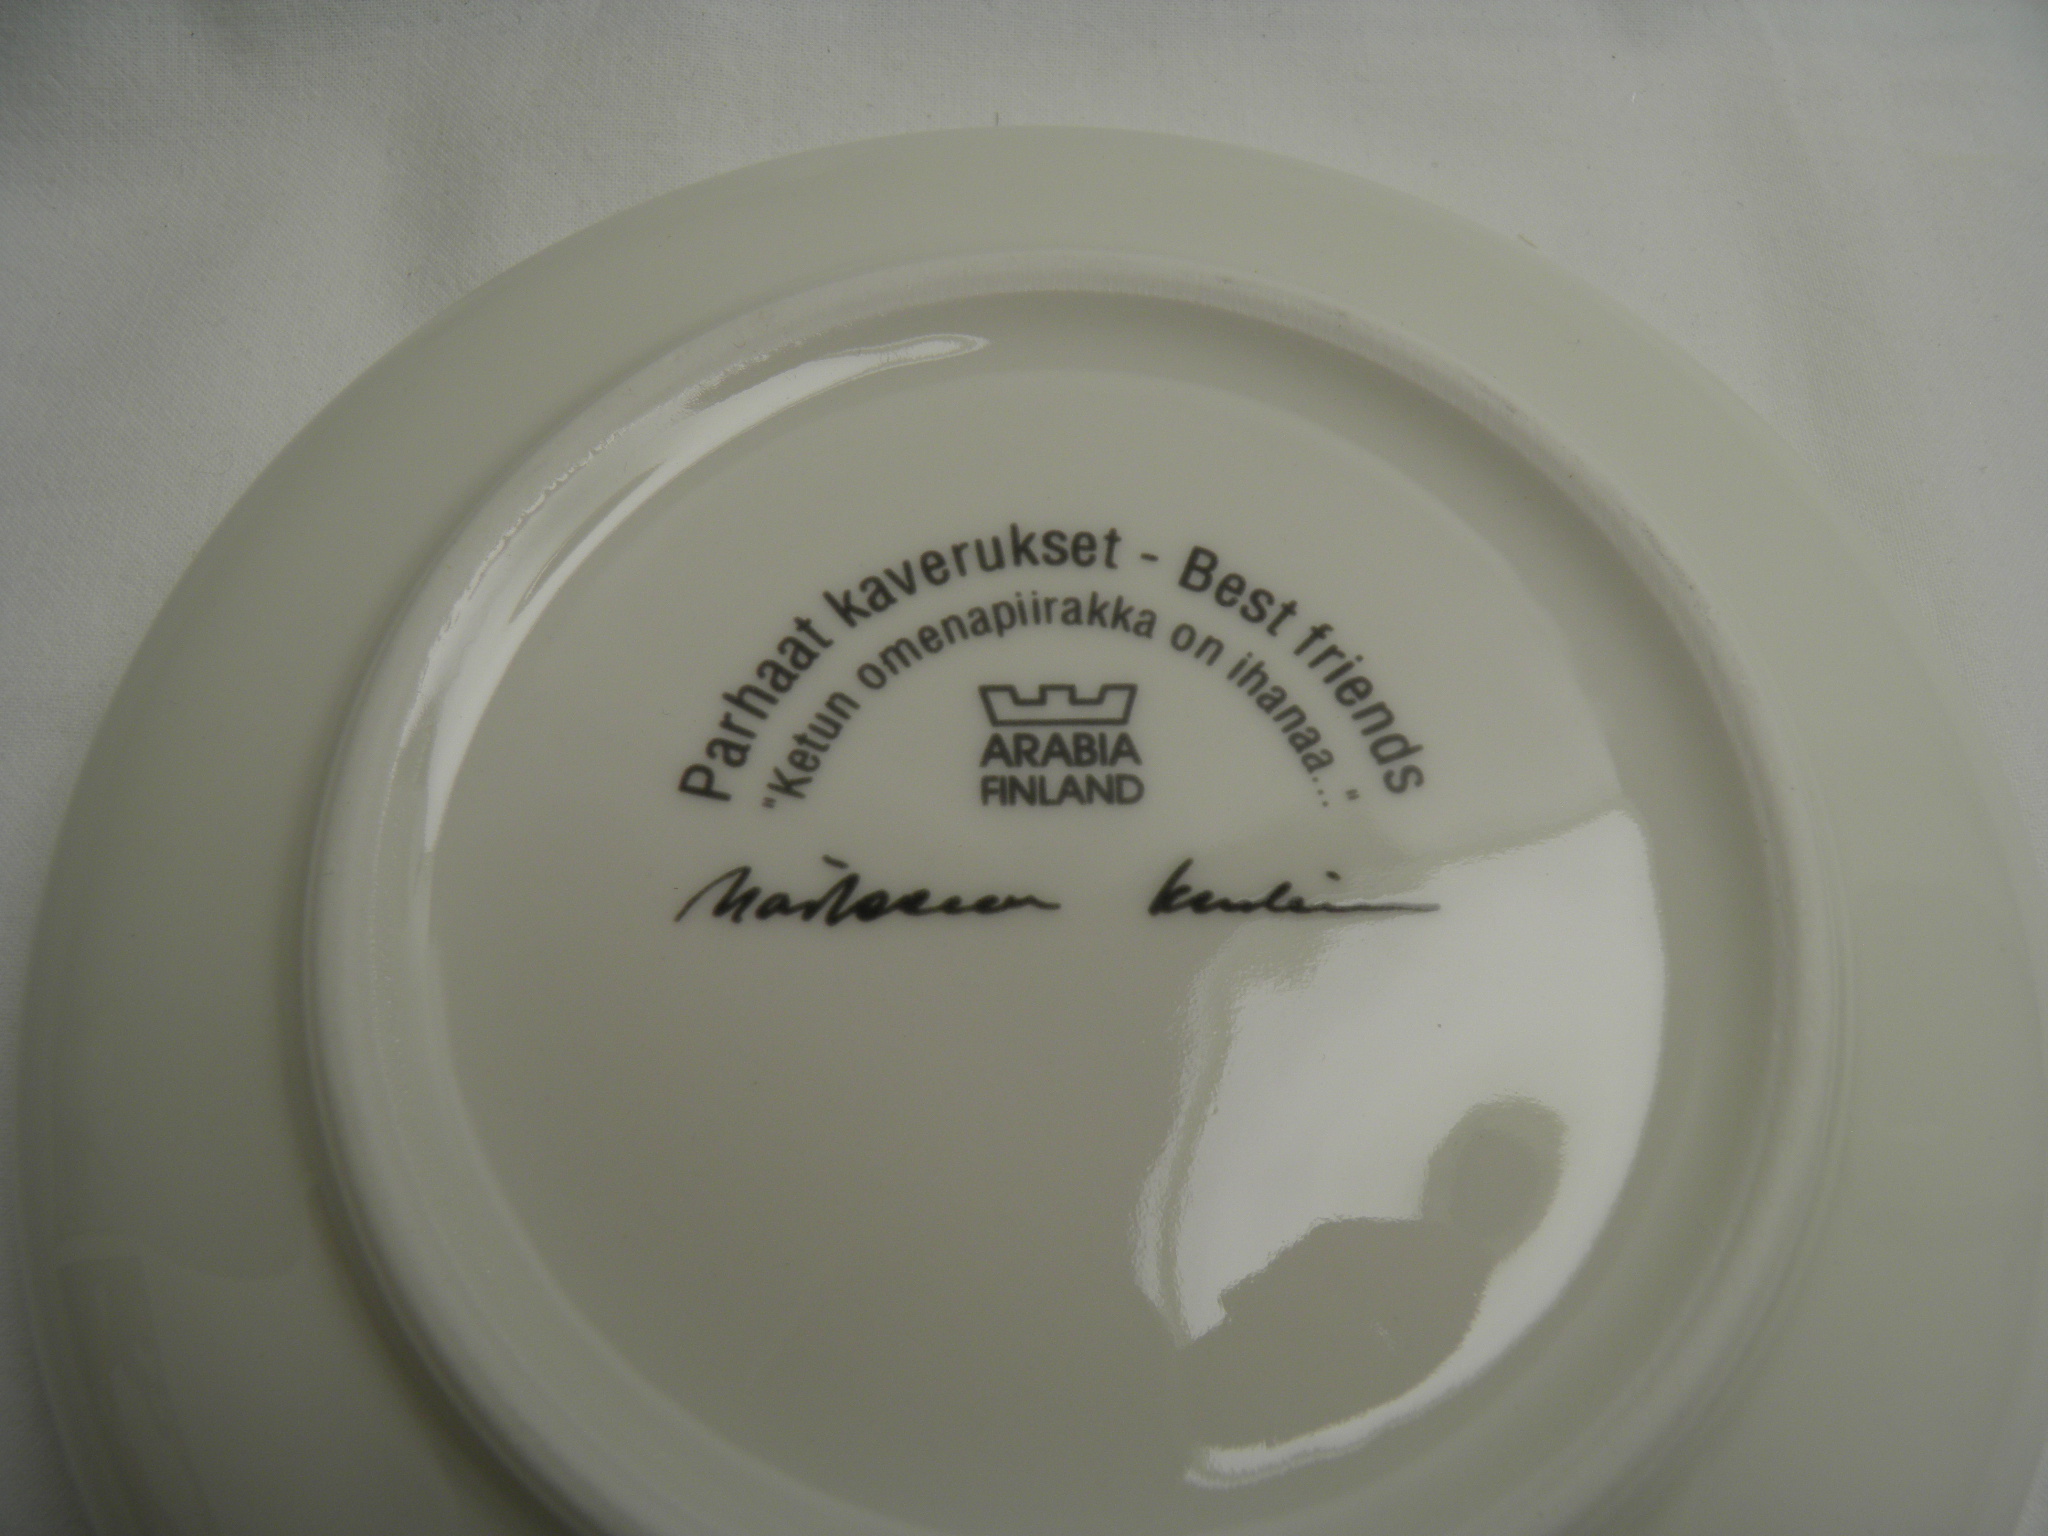 Parhaat kaverukset - Best friends
"Ketun omenapiirakka on ihanaa..."
ARABIA
FINLAND